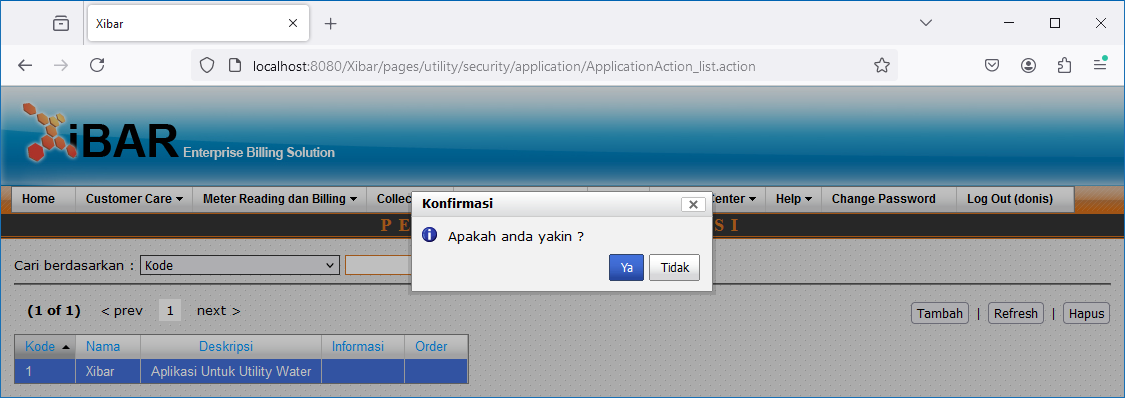 Xibar
localhost:8080/Xibar/pages/utility/security/application/ApplicationAction_list.action
iBAR Enterprise Billing Solution
Home Customer Care Meter Reading dan Billing Help Change Password Log Out (donis)
Konfirmasi
Apakah anda yakin ?
Ya Tidak
Cari berdasarkan : Kode
(1 of 1) < prev 1 next > Tambah | Refresh | Hapus
Kode Nama Deskripsi Informasi Order
1 Xibar Aplikasi Untuk Utility Water